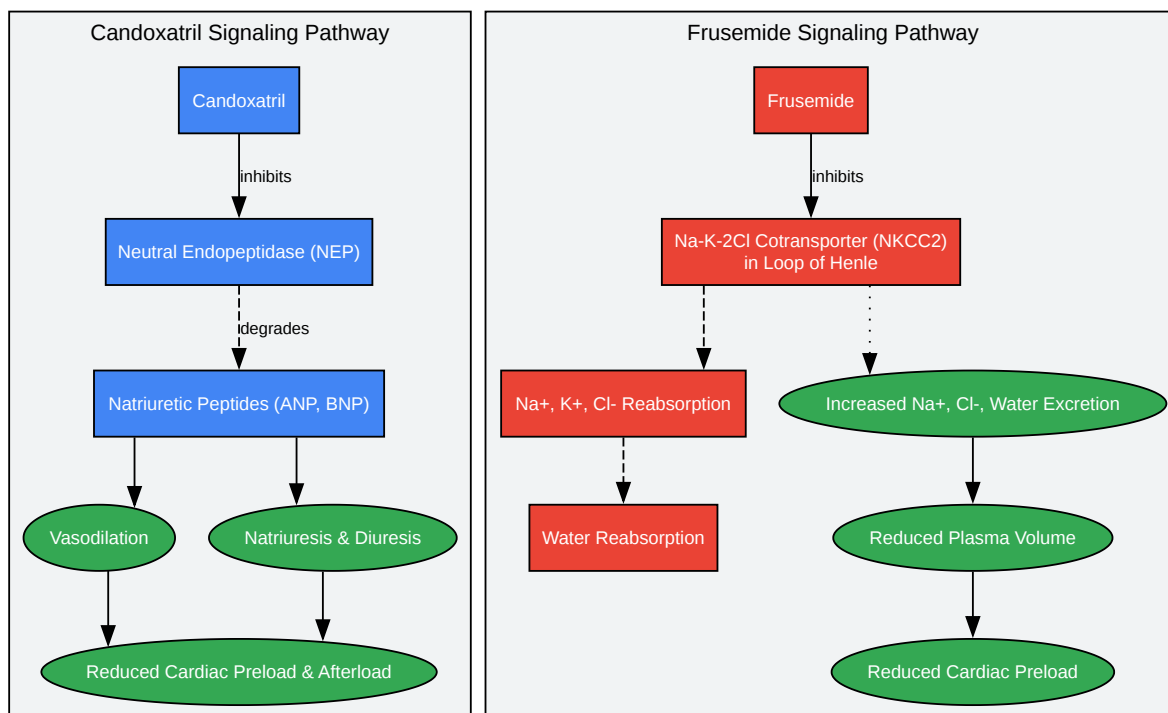 Candoxatril Signaling Pathway
Candoxatril
inhibits
Neutral Endopeptidase (NEP)
degrades
Natriuretic Peptides (ANP, BNP)
Vasodilation
Natriuresis & Diuresis
Reduced Cardiac Preload & Afterload
Frusemide Signaling Pathway
Frusemide
inhibits
Na-K-2Cl Cotransporter (NKCC2)
in Loop of Henle
Na+, K+, Cl- Reabsorption
Increased Na+, Cl-, Water Excretion
Water Reabsorption
Reduced Plasma Volume
Reduced Cardiac Preload